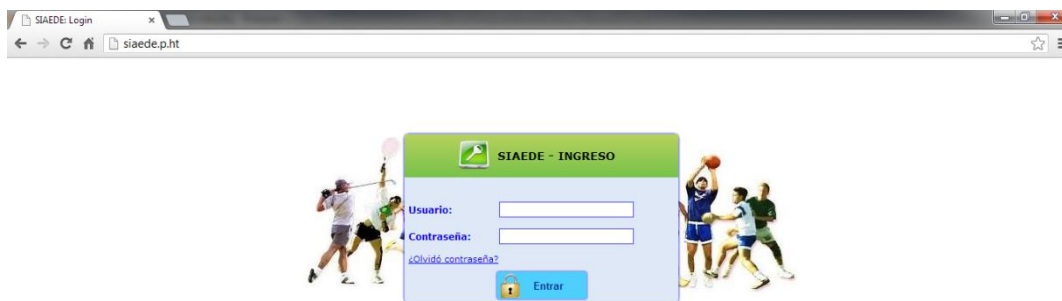 SIAEDE: Login
siaede.p.ht
SIAEDE - INGRESO
Usuario:
Contraseña:
¿Olvidó contraseña?
Entrar